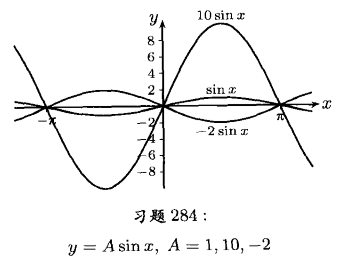 y
10 sin x
8
6
4
2
sin x
−π
π
x
−2
−2 sin x
−4
−6
−8
习题 284 :
y = A sin x, A = 1, 10, −2